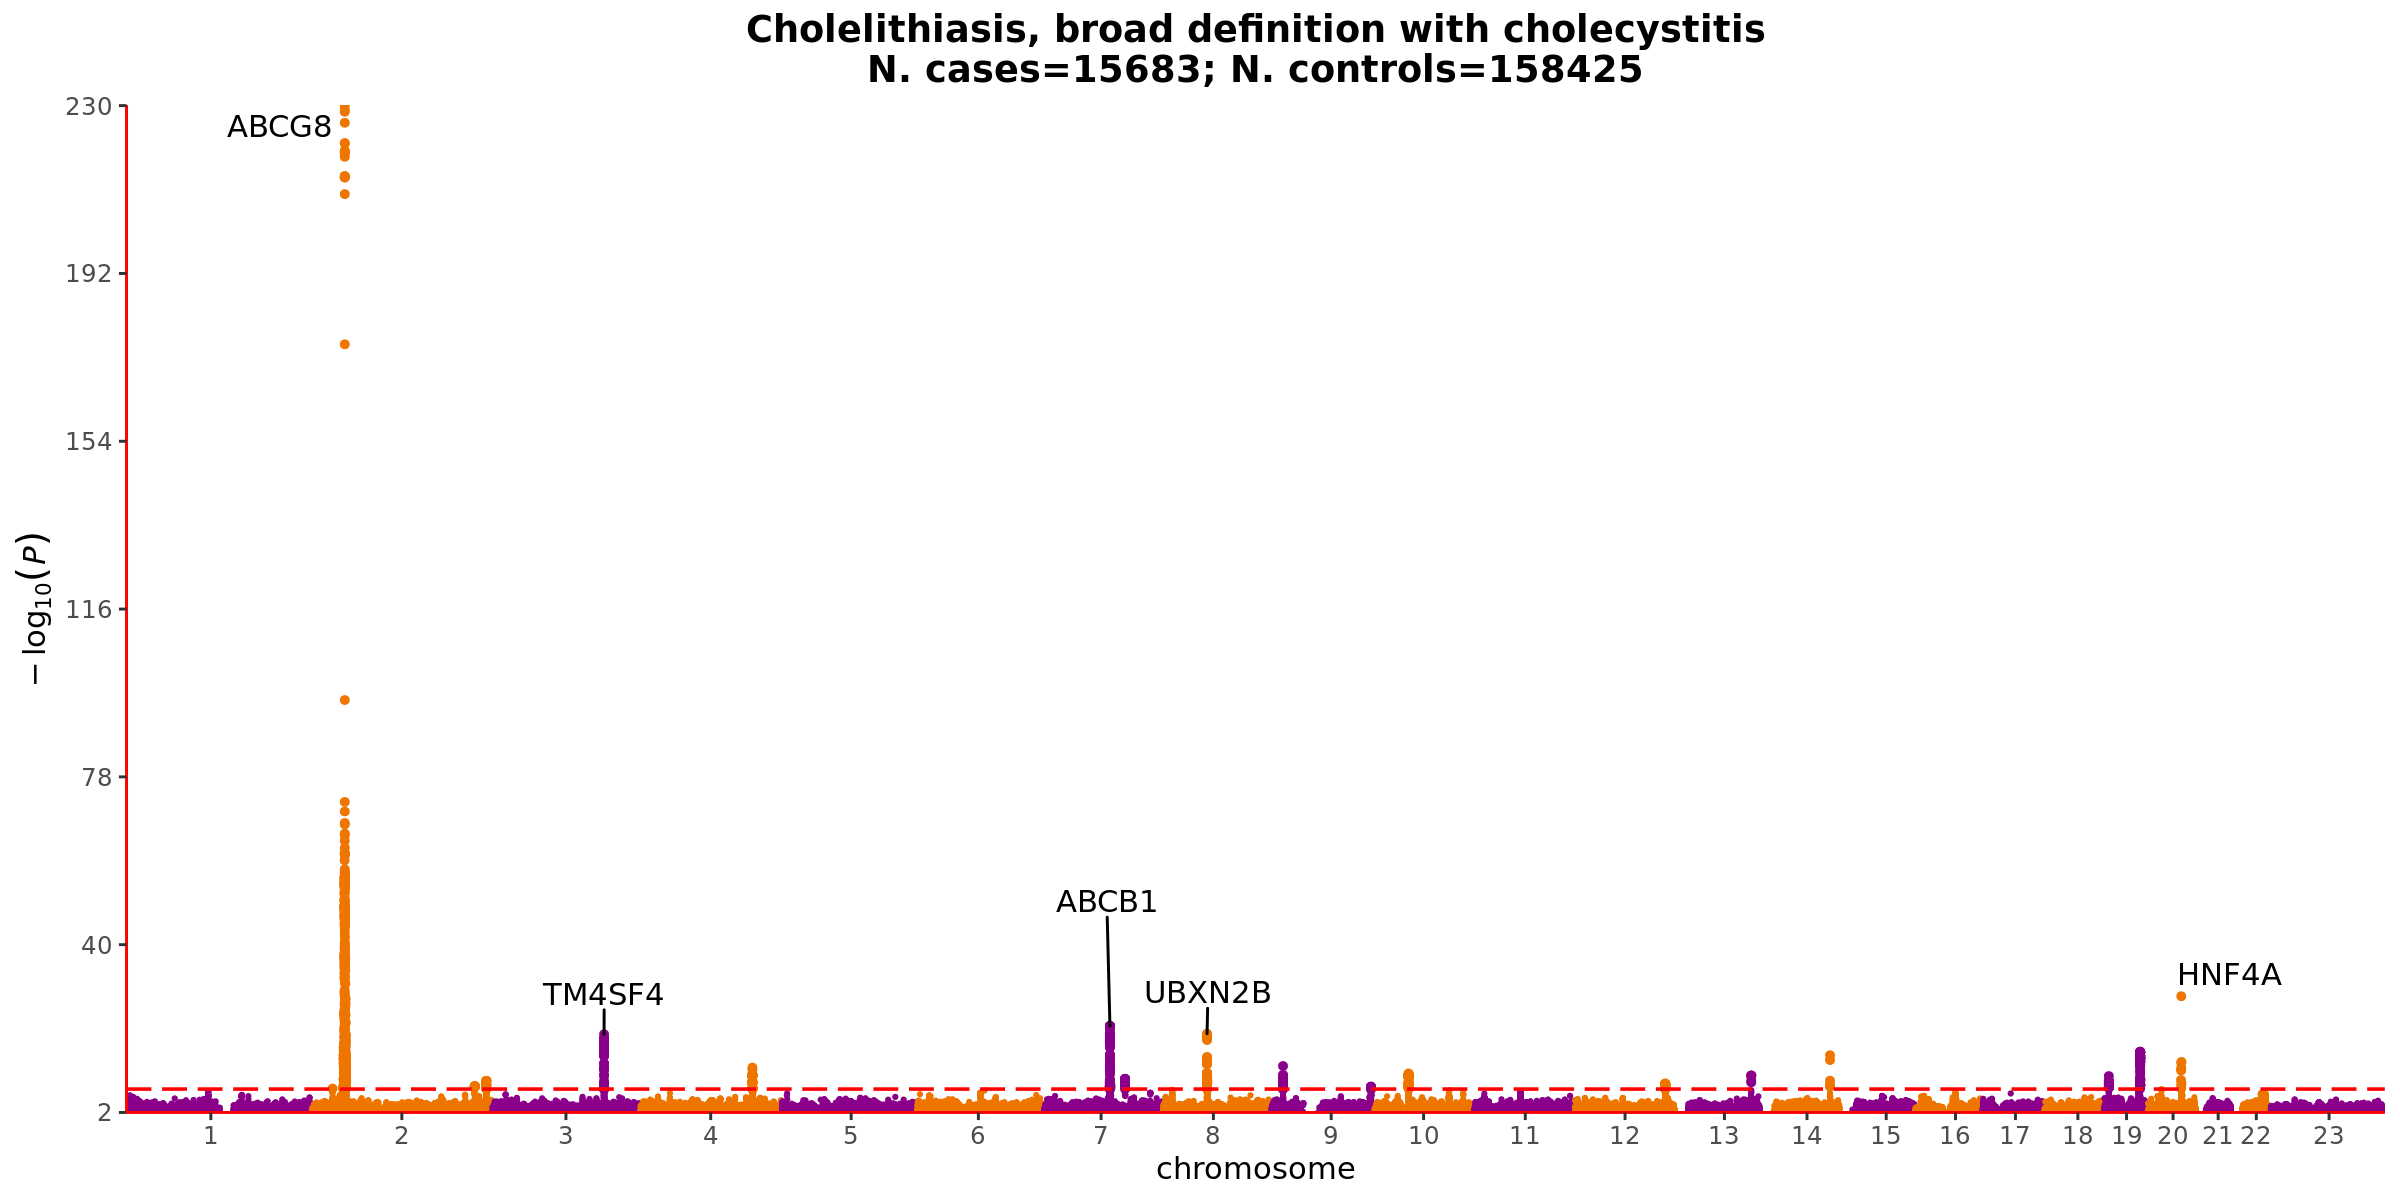 Cholelithiasis, broad definition with cholecystitis
N. cases=15683; N. controls=158425
230
192
154
116
78
40
2
−log10(P)
ABCG8
TM4SF4
ABCB1
UBXN2B
HNF4A
1 2 3 4 5 6 7 8 9 10 11 12 13 14 15 16 17 18 19 20 21 22 23
chromosome